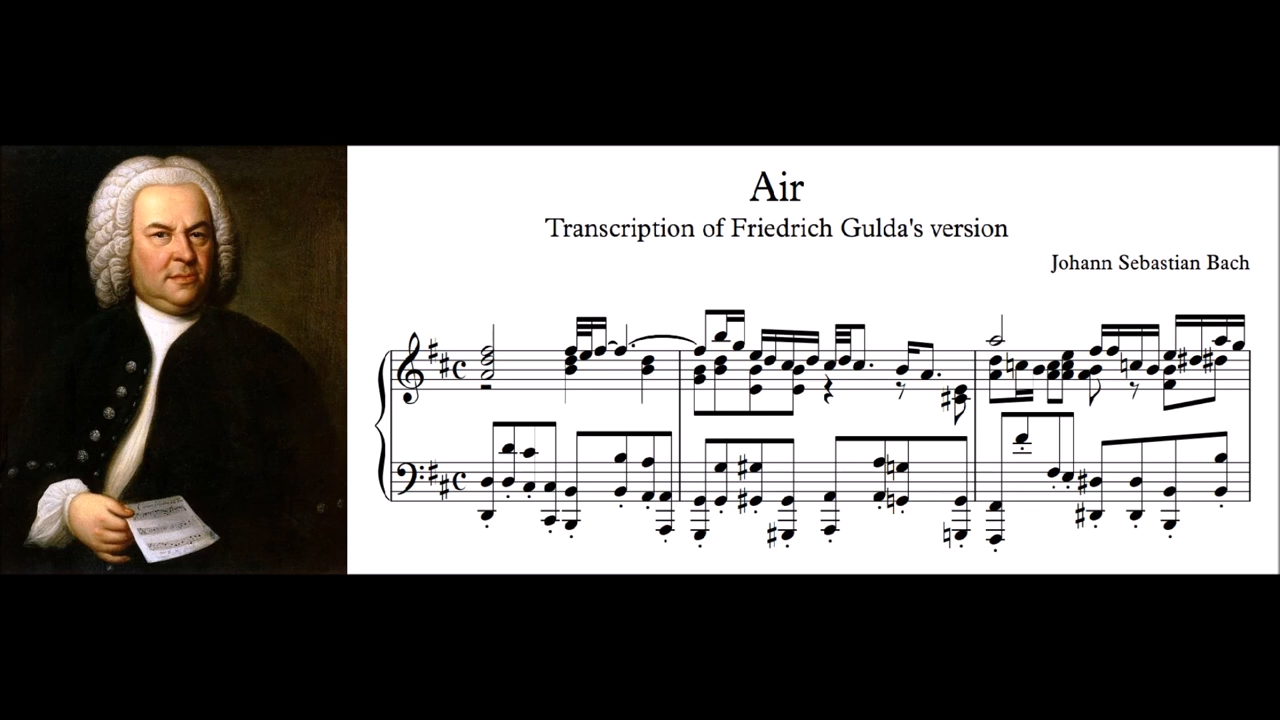 Air
Transcription of Friedrich Gulda's version
Johann Sebastian Bach